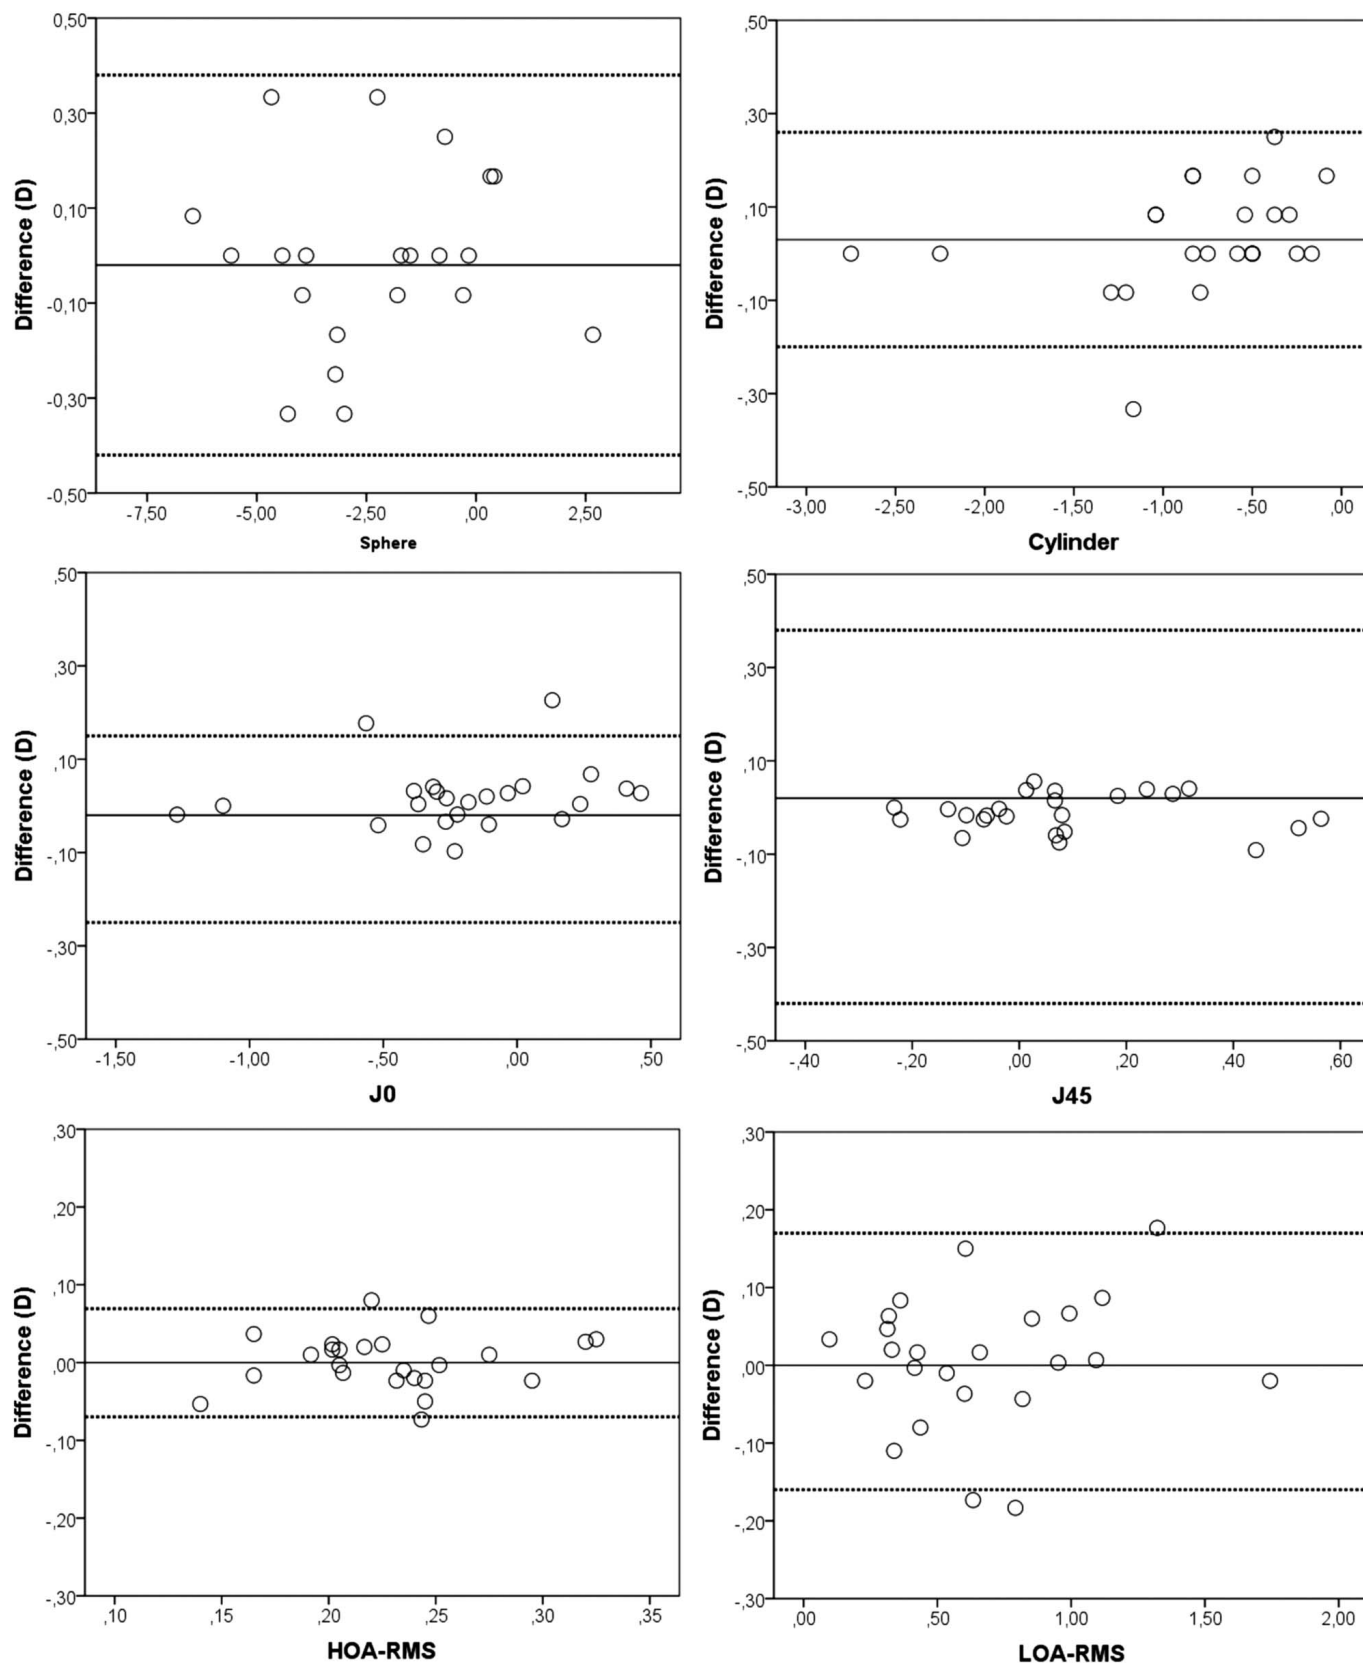 0,50
0,30
0,10
-0,10
-0,30
-0,50
Difference (D)
-7,50 -5,00 -2,50 ,00 2,50
Sphere
,50
,30
,10
-,10
-,30
-,50
Difference (D)
-3,00 -2,50 -2,00 -1,50 -1,00 -,50 ,00
Cylinder
,50
,30
,10
-,10
-,30
-,50
Difference (D)
-1,50 -1,00 -,50 ,00 ,50
J0
,50
,30
,10
-,10
-,30
-,50
Difference (D)
-,40 -,20 ,00 ,20 ,40 ,60
J45
,30
,20
,10
,00
-,10
-,20
-,30
Difference (D)
,10 ,15 ,20 ,25 ,30 ,35
HOA-RMS
,30
,20
,10
,00
-,10
-,20
-,30
Difference (D)
,00 ,50 1,00 1,50 2,00
LOA-RMS